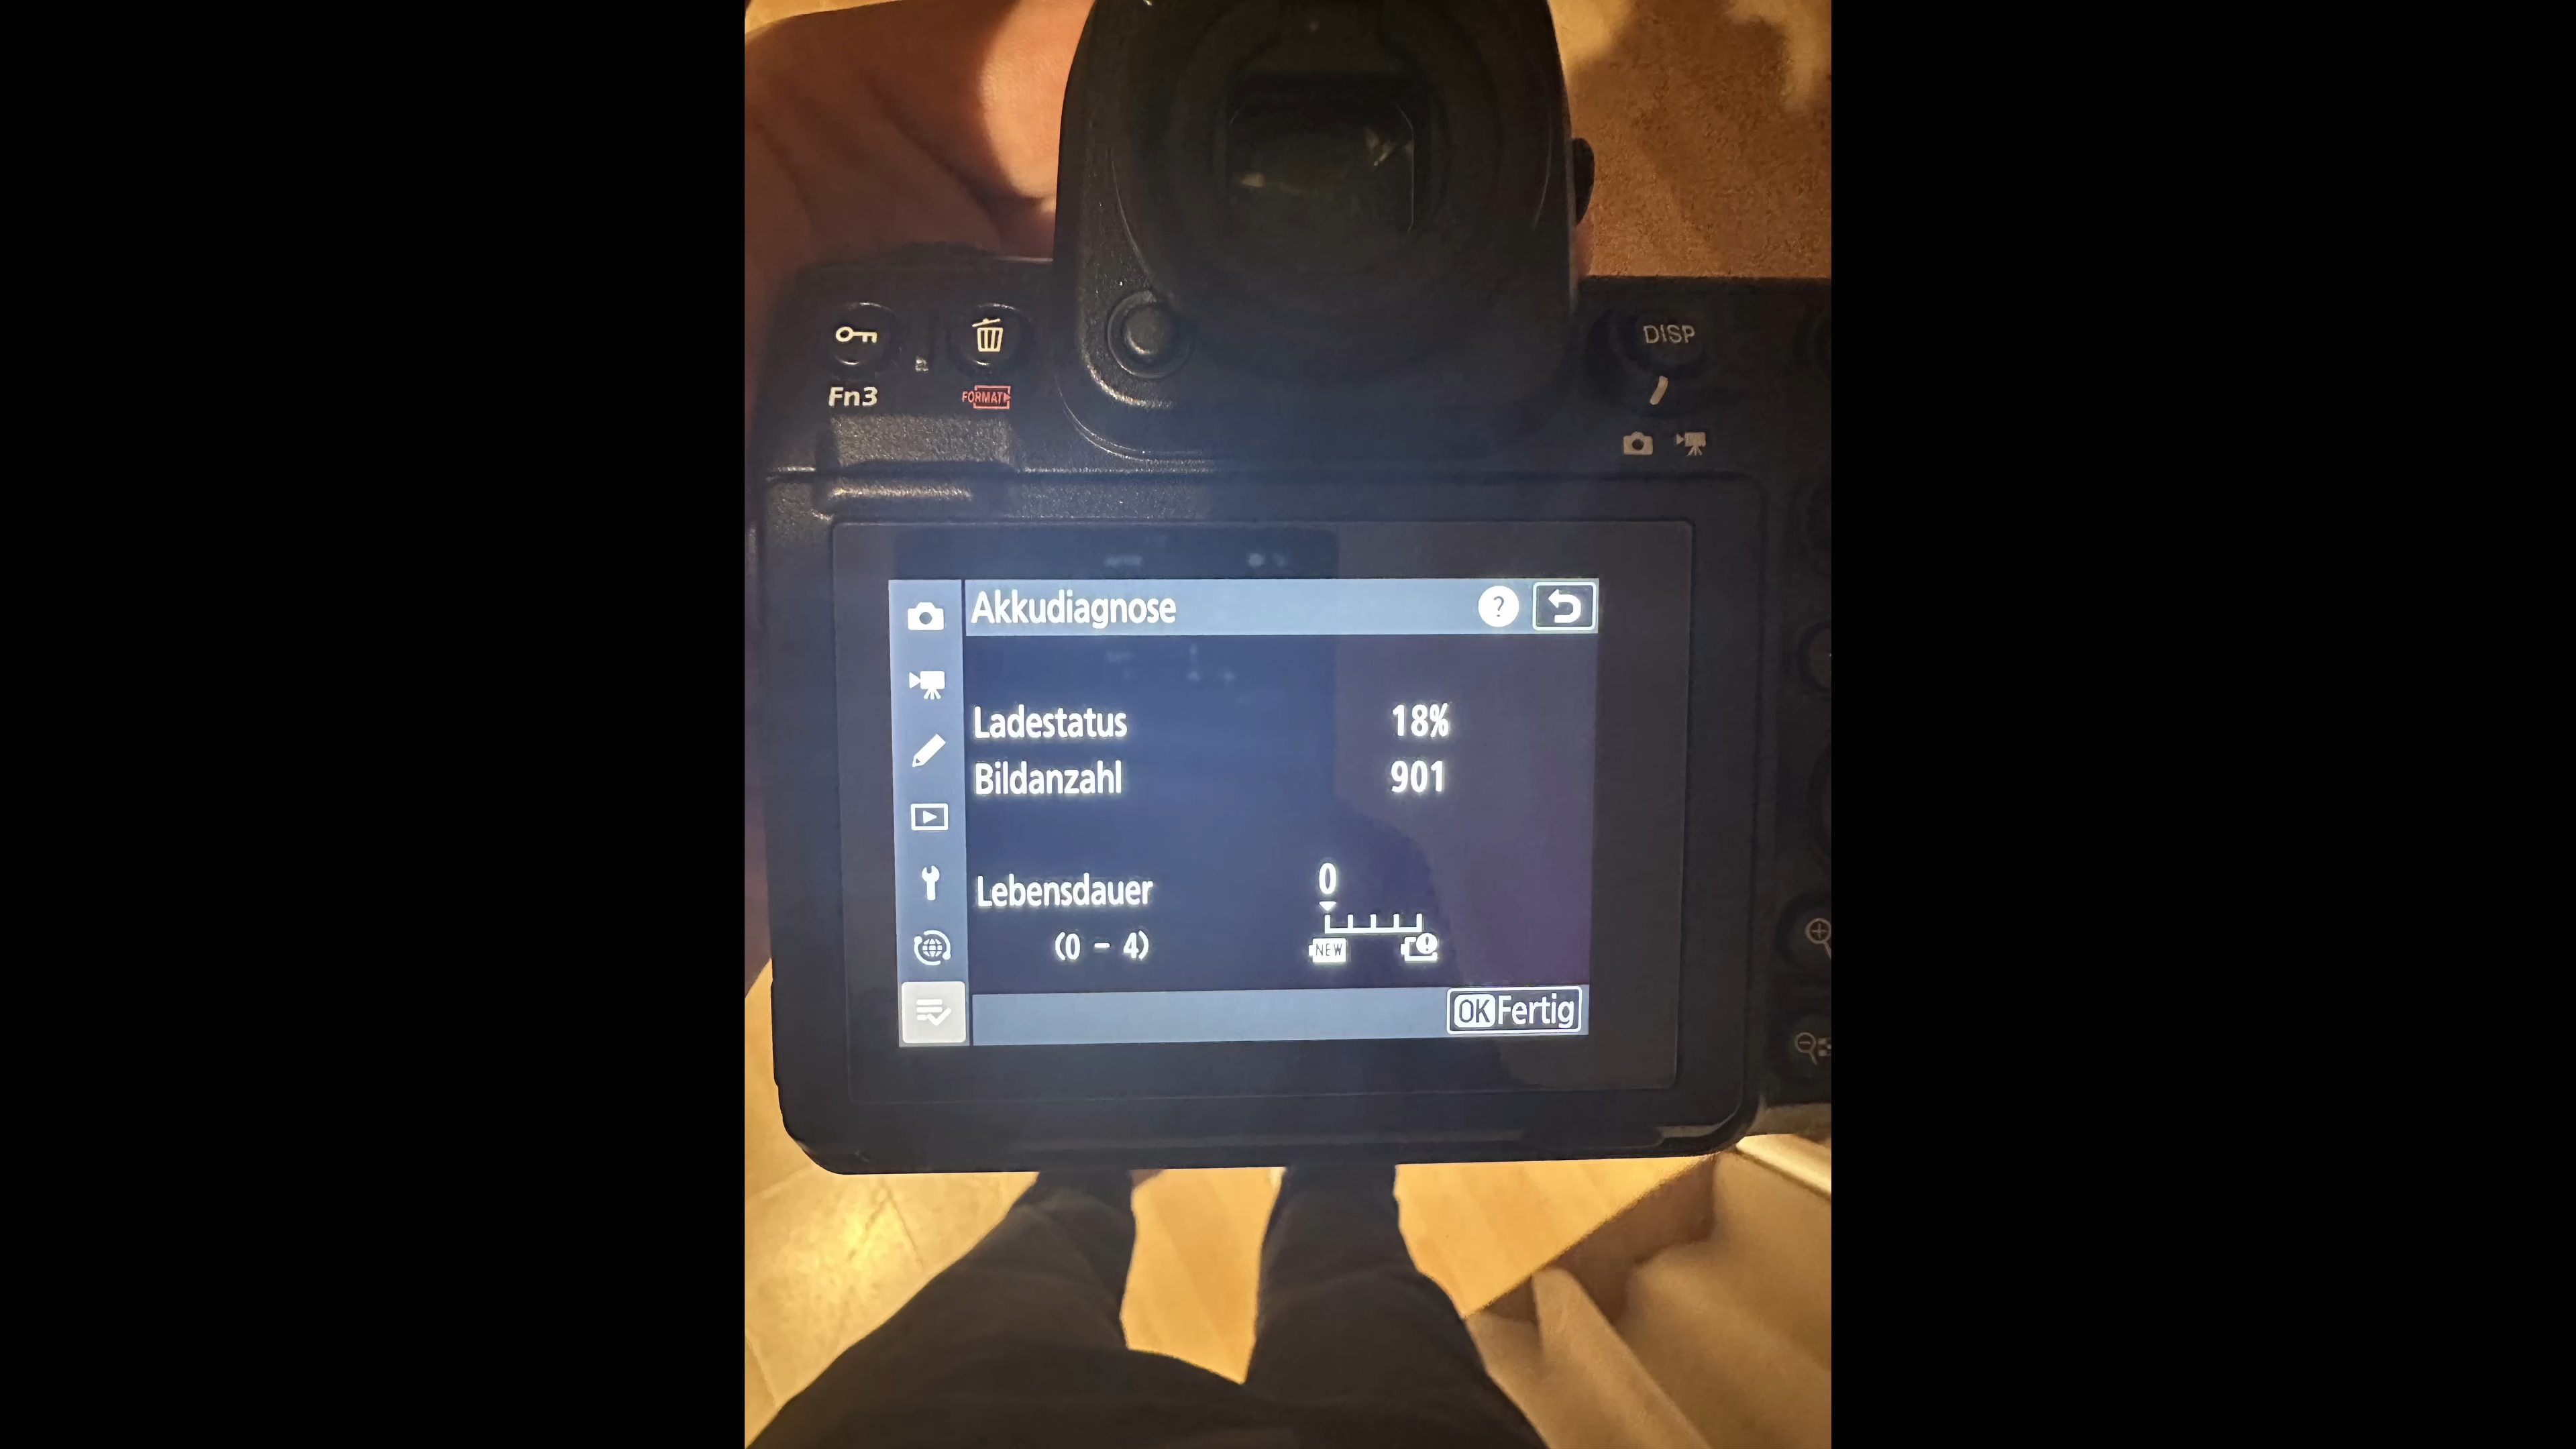 Fn3
FORMAT
DISP
Akkudiagnose
?
Ladestatus 18%
Bildanzahl 901
Lebensdauer 0
(0 - 4)
NEW
OK Fertig